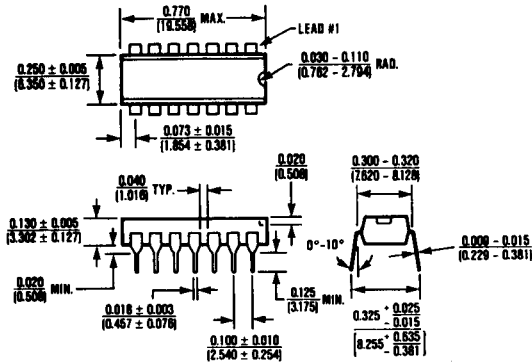 0.770
(19.558)
MAX.
LEAD #1
0.250 ± 0.005
(6.350 ± 0.127)
0.030 - 0.110
(0.762 - 2.794)
RAD.
0.073 ± 0.015
(1.854 ± 0.381)
0.020
(0.508)
0.300 - 0.320
(7.620 - 8.128)
0.040
(1.016)
TYP.
0.130 ± 0.005
(3.302 ± 0.127)
0°-10°
0.009 - 0.015
(0.229 - 0.381)
0.020
(0.508)
MIN.
0.125
(3.175)
MIN.
0.018 ± 0.003
(0.457 ± 0.076)
0.325 + 0.025
- 0.015
(8.255 + 0.635
- 0.381)
0.100 ± 0.010
(2.540 ± 0.254)